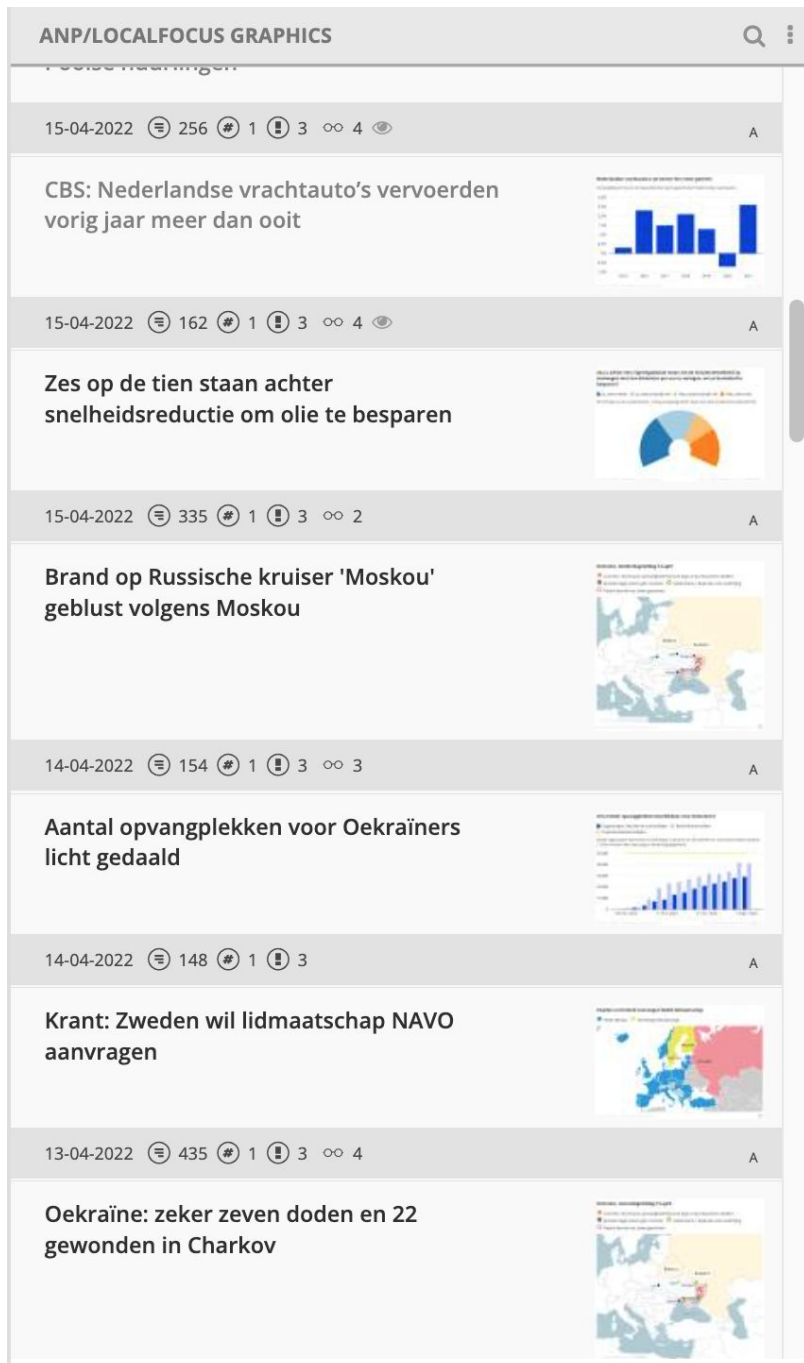 ANP/LOCALFOCUS GRAPHICS
15-04-2022 256 # 1 3 4
A
CBS: Nederlandse vrachtauto’s vervoerden
vorig jaar meer dan ooit
15-04-2022 162 # 1 3 4
A
Zes op de tien staan achter
snelheidsreductie om olie te besparen
15-04-2022 335 # 1 3 2
A
Brand op Russische kruiser 'Moskou'
geblust volgens Moskou
14-04-2022 154 # 1 3 3
A
Aantal opvangplekken voor Oekraïners
licht gedaald
14-04-2022 148 # 1 3
A
Krant: Zweden wil lidmaatschap NAVO
aanvragen
13-04-2022 435 # 1 3 4
A
Oekraïne: zeker zeven doden en 22
gewonden in Charkov